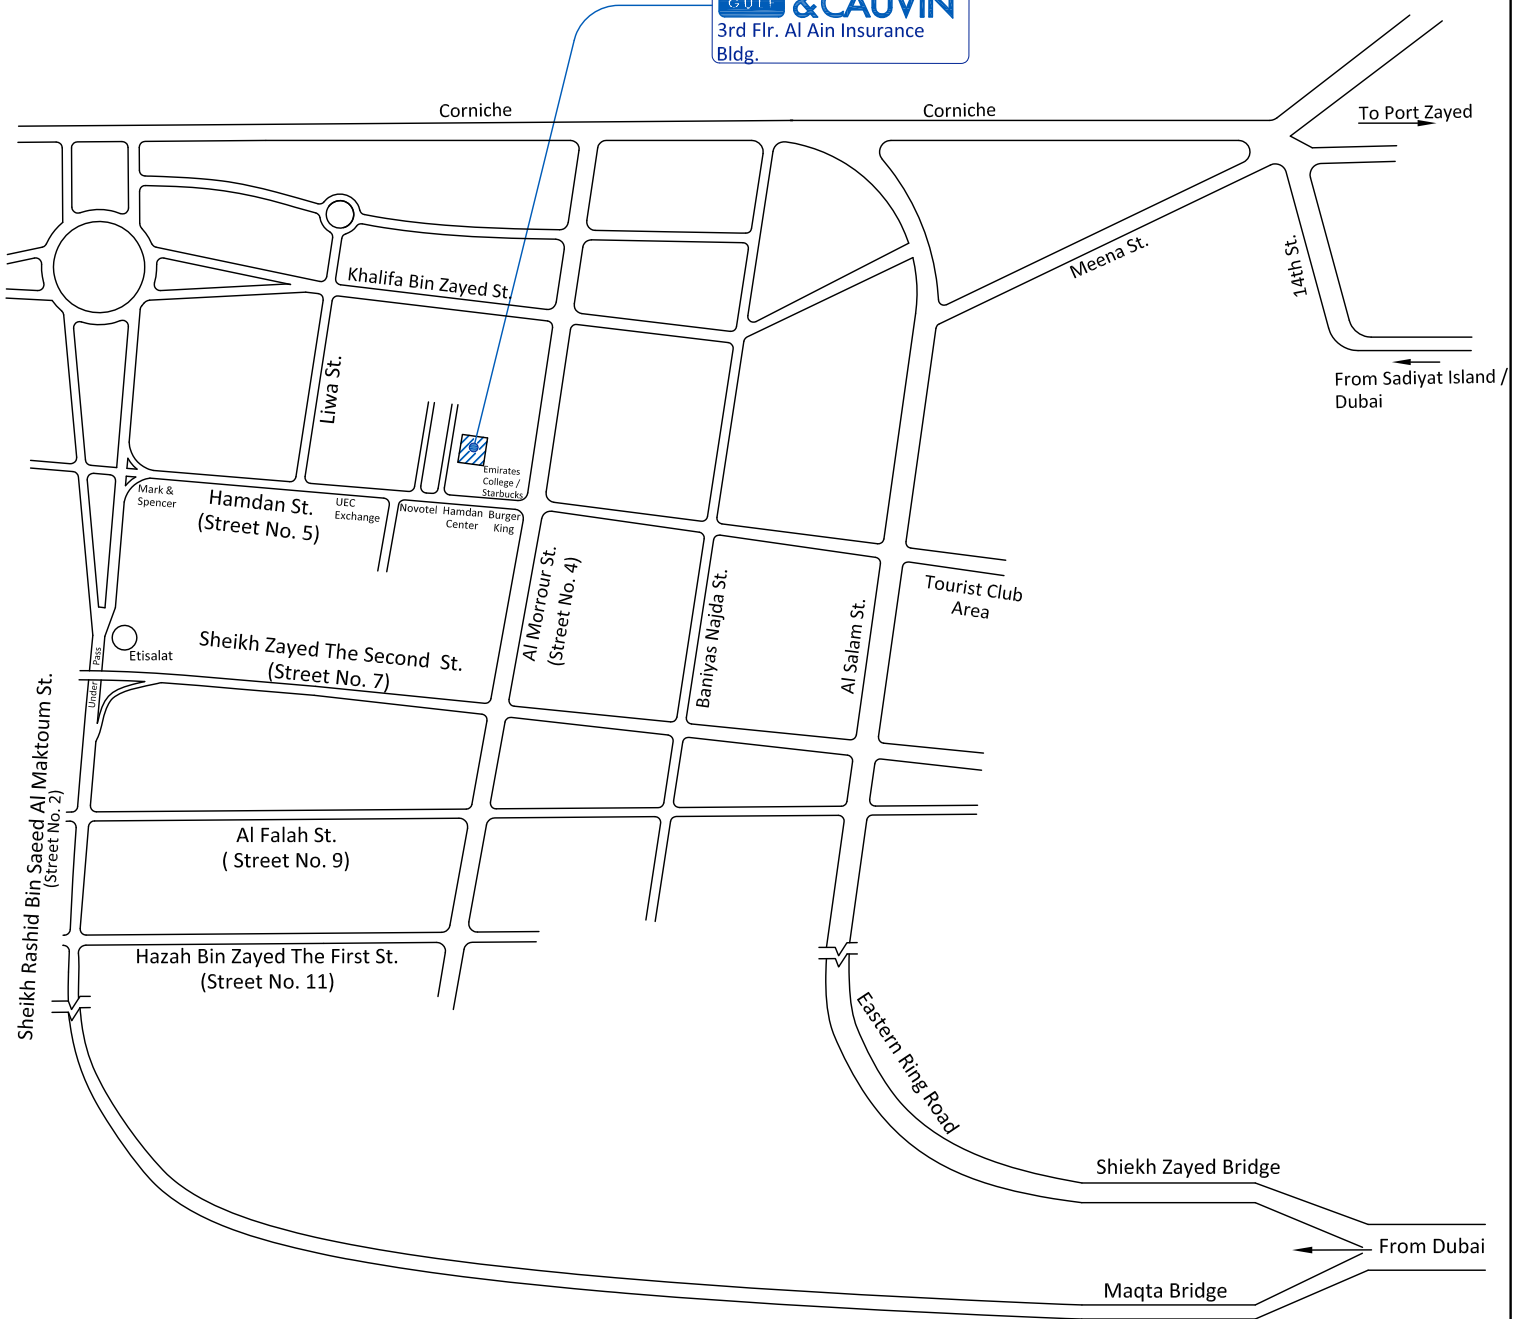 GULF
&CAUVIN
3rd Flr. Al Ain Insurance
Bldg.
Corniche
Corniche
To Port Zayed
Khalifa Bin Zayed St.
Meena St.
14th St.
From Sadiyat Island /
Dubai
Liwa St.
Emirates
College /
Starbucks
Mark &
Spencer
Hamdan St.
(Street No. 5)
UEC
Exchange
Novotel
Hamdan
Center
Burger
King
Al Morrour St.
(Street No. 4)
Baniyas Najda St.
Al Salam St.
Tourist Club
Area
Etisalat
Under
Pass
Sheikh Zayed The Second St.
(Street No. 7)
Sheikh Rashid Bin Saeed Al Maktoum St.
(Street No. 2)
Al Falah St.
( Street No. 9)
Hazah Bin Zayed The First St.
(Street No. 11)
Eastern Ring Road
Shiekh Zayed Bridge
From Dubai
Maqta Bridge